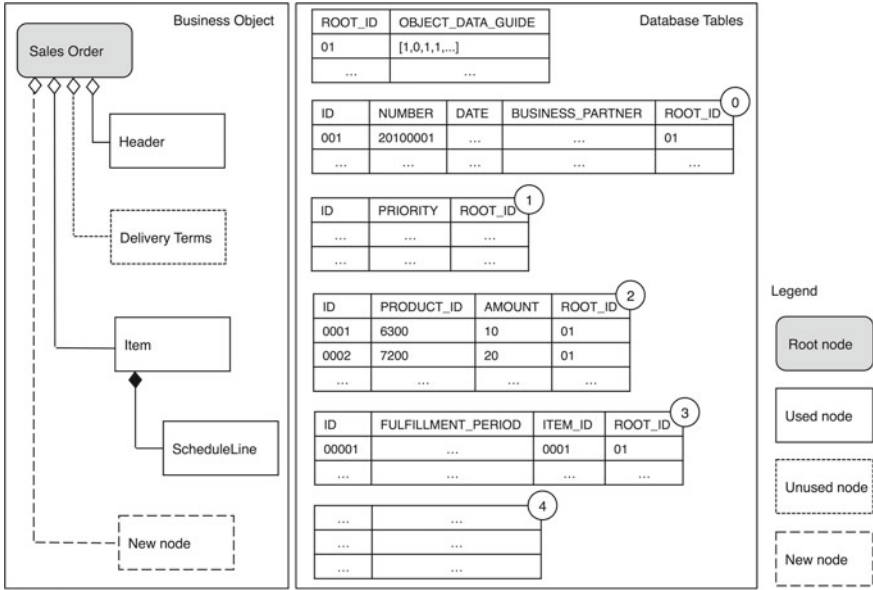 Business Object
Sales Order
Header
Delivery Terms
Item
ScheduleLine
New node
Database Tables
ROOT_ID OBJECT_DATA_GUIDE
01 [1,0,1,1,...]
... ...
0
ID NUMBER DATE BUSINESS_PARTNER ROOT_ID
001 20100001 ... ... 01
... ... ... ... ...
1
ID PRIORITY ROOT_ID
... ... ...
... ... ...
2
ID PRODUCT_ID AMOUNT ROOT_ID
0001 6300 10 01
0002 7200 20 01
... ... ... ...
3
ID FULFILLMENT_PERIOD ITEM_ID ROOT_ID
00001 ... 0001 01
... ... ... ...
4
... ...
... ...
... ...
Legend
Root node
Used node
Unused node
New node